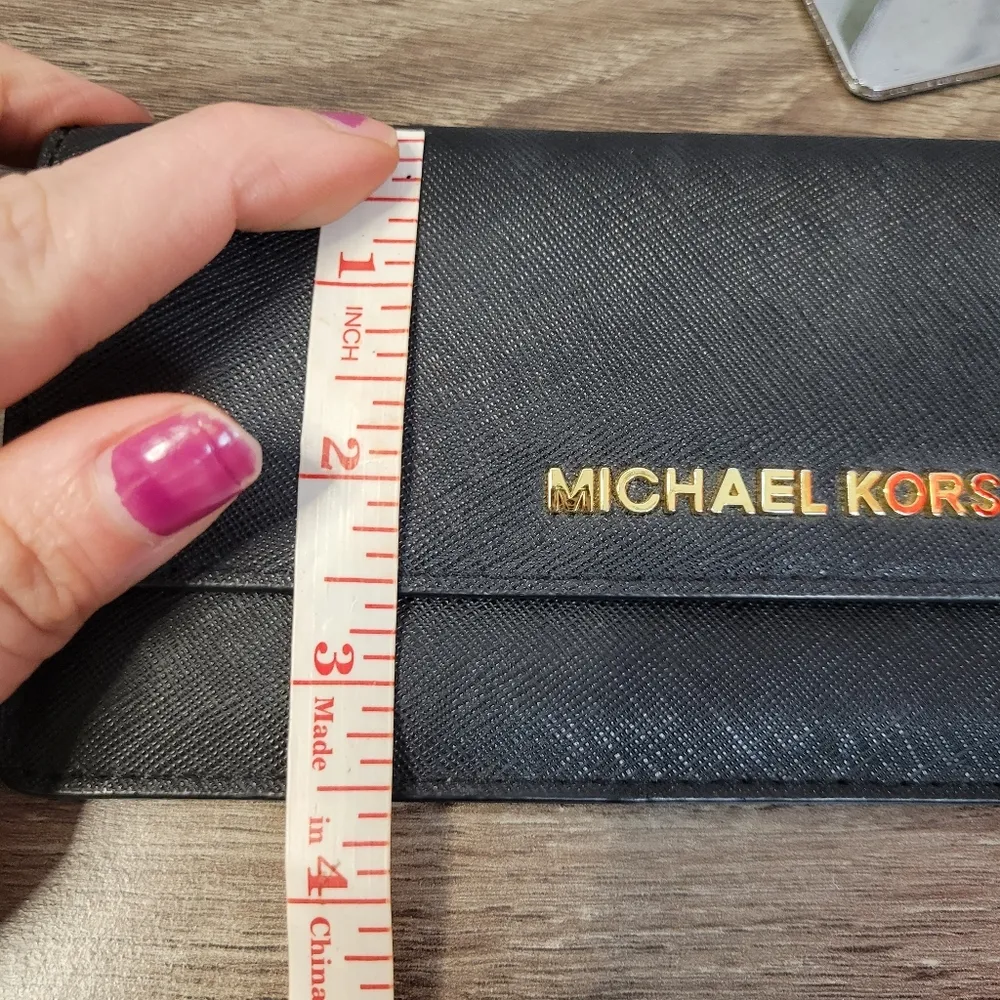 1
INCH
2
3
Made in
4
China
MICHAEL KORS